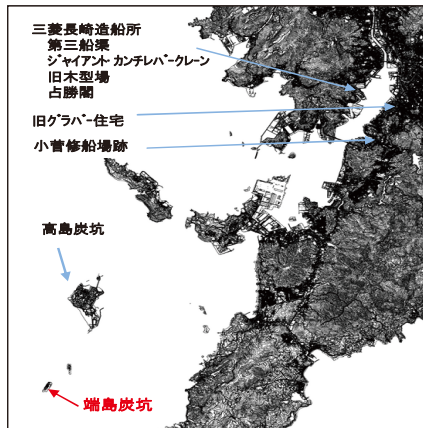 三菱長崎造船所
第三船渠
ジャイアント カンチレバークレーン
旧木型場
占勝閣
旧グラバー住宅
小菅修船場跡
高島炭坑
端島炭坑